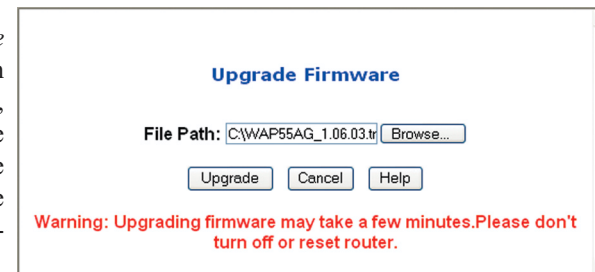 Upgrade Firmware
File Path: C:\WAP55AG_1.06.03.tr Browse...
Upgrade Cancel Help
Warning: Upgrading firmware may take a few minutes.Please don't
turn off or reset router.